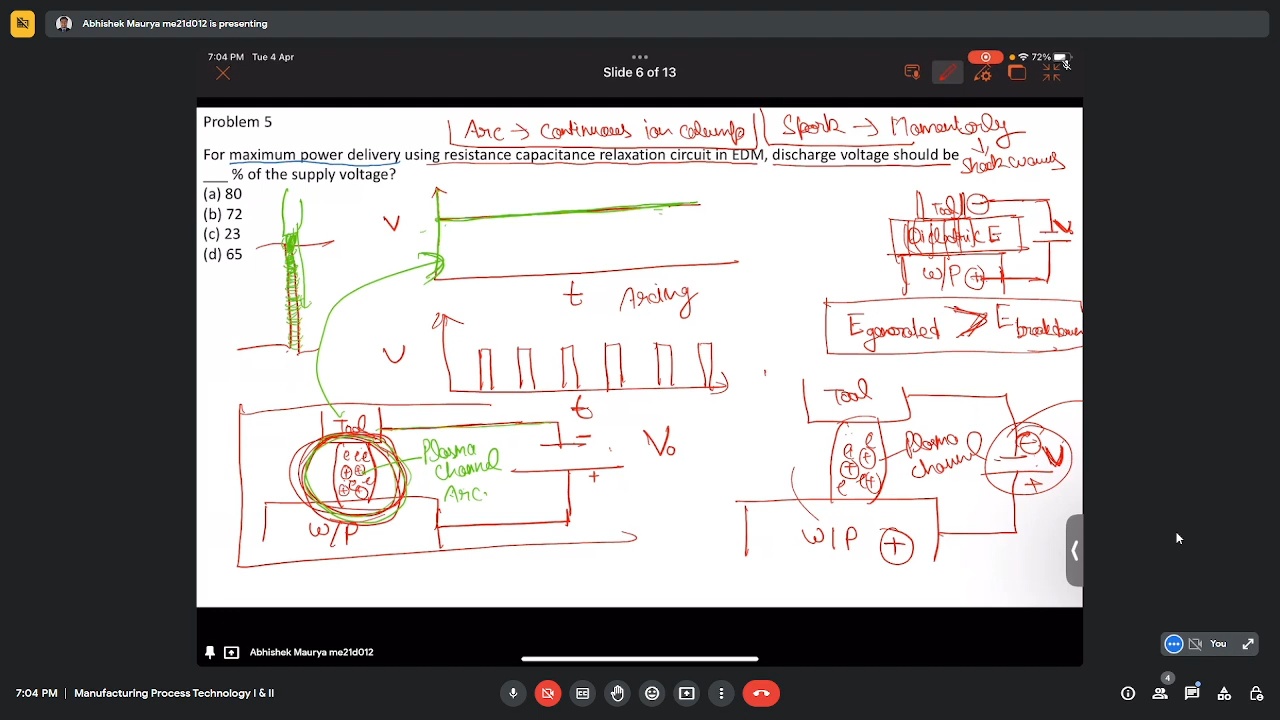 Abhishek Maurya me21d012 is presenting
7:04 PM Tue 4 Apr
72%
Slide 6 of 13
Problem 5
Arc → Continuous ion column
Spark → Momentarily
shock waves
For maximum power delivery using resistance capacitance relaxation circuit in EDM, discharge voltage should be
___ % of the supply voltage?
(a) 80
(b) 72
(c) 23
(d) 65
V
t Arcing
V
t
Tool −
Dielectric E
W/P +
V₀
E generated > E breakdown
Tool
e e e
+ +
+ +
Plasma
channel
Arc
W/P
− +
V₀
Tool
e
+ +
e +
Plasma
channel
W/P +
− V
+
Abhishek Maurya me21d012
You
4
7:04 PM | Manufacturing Process Technology I & II